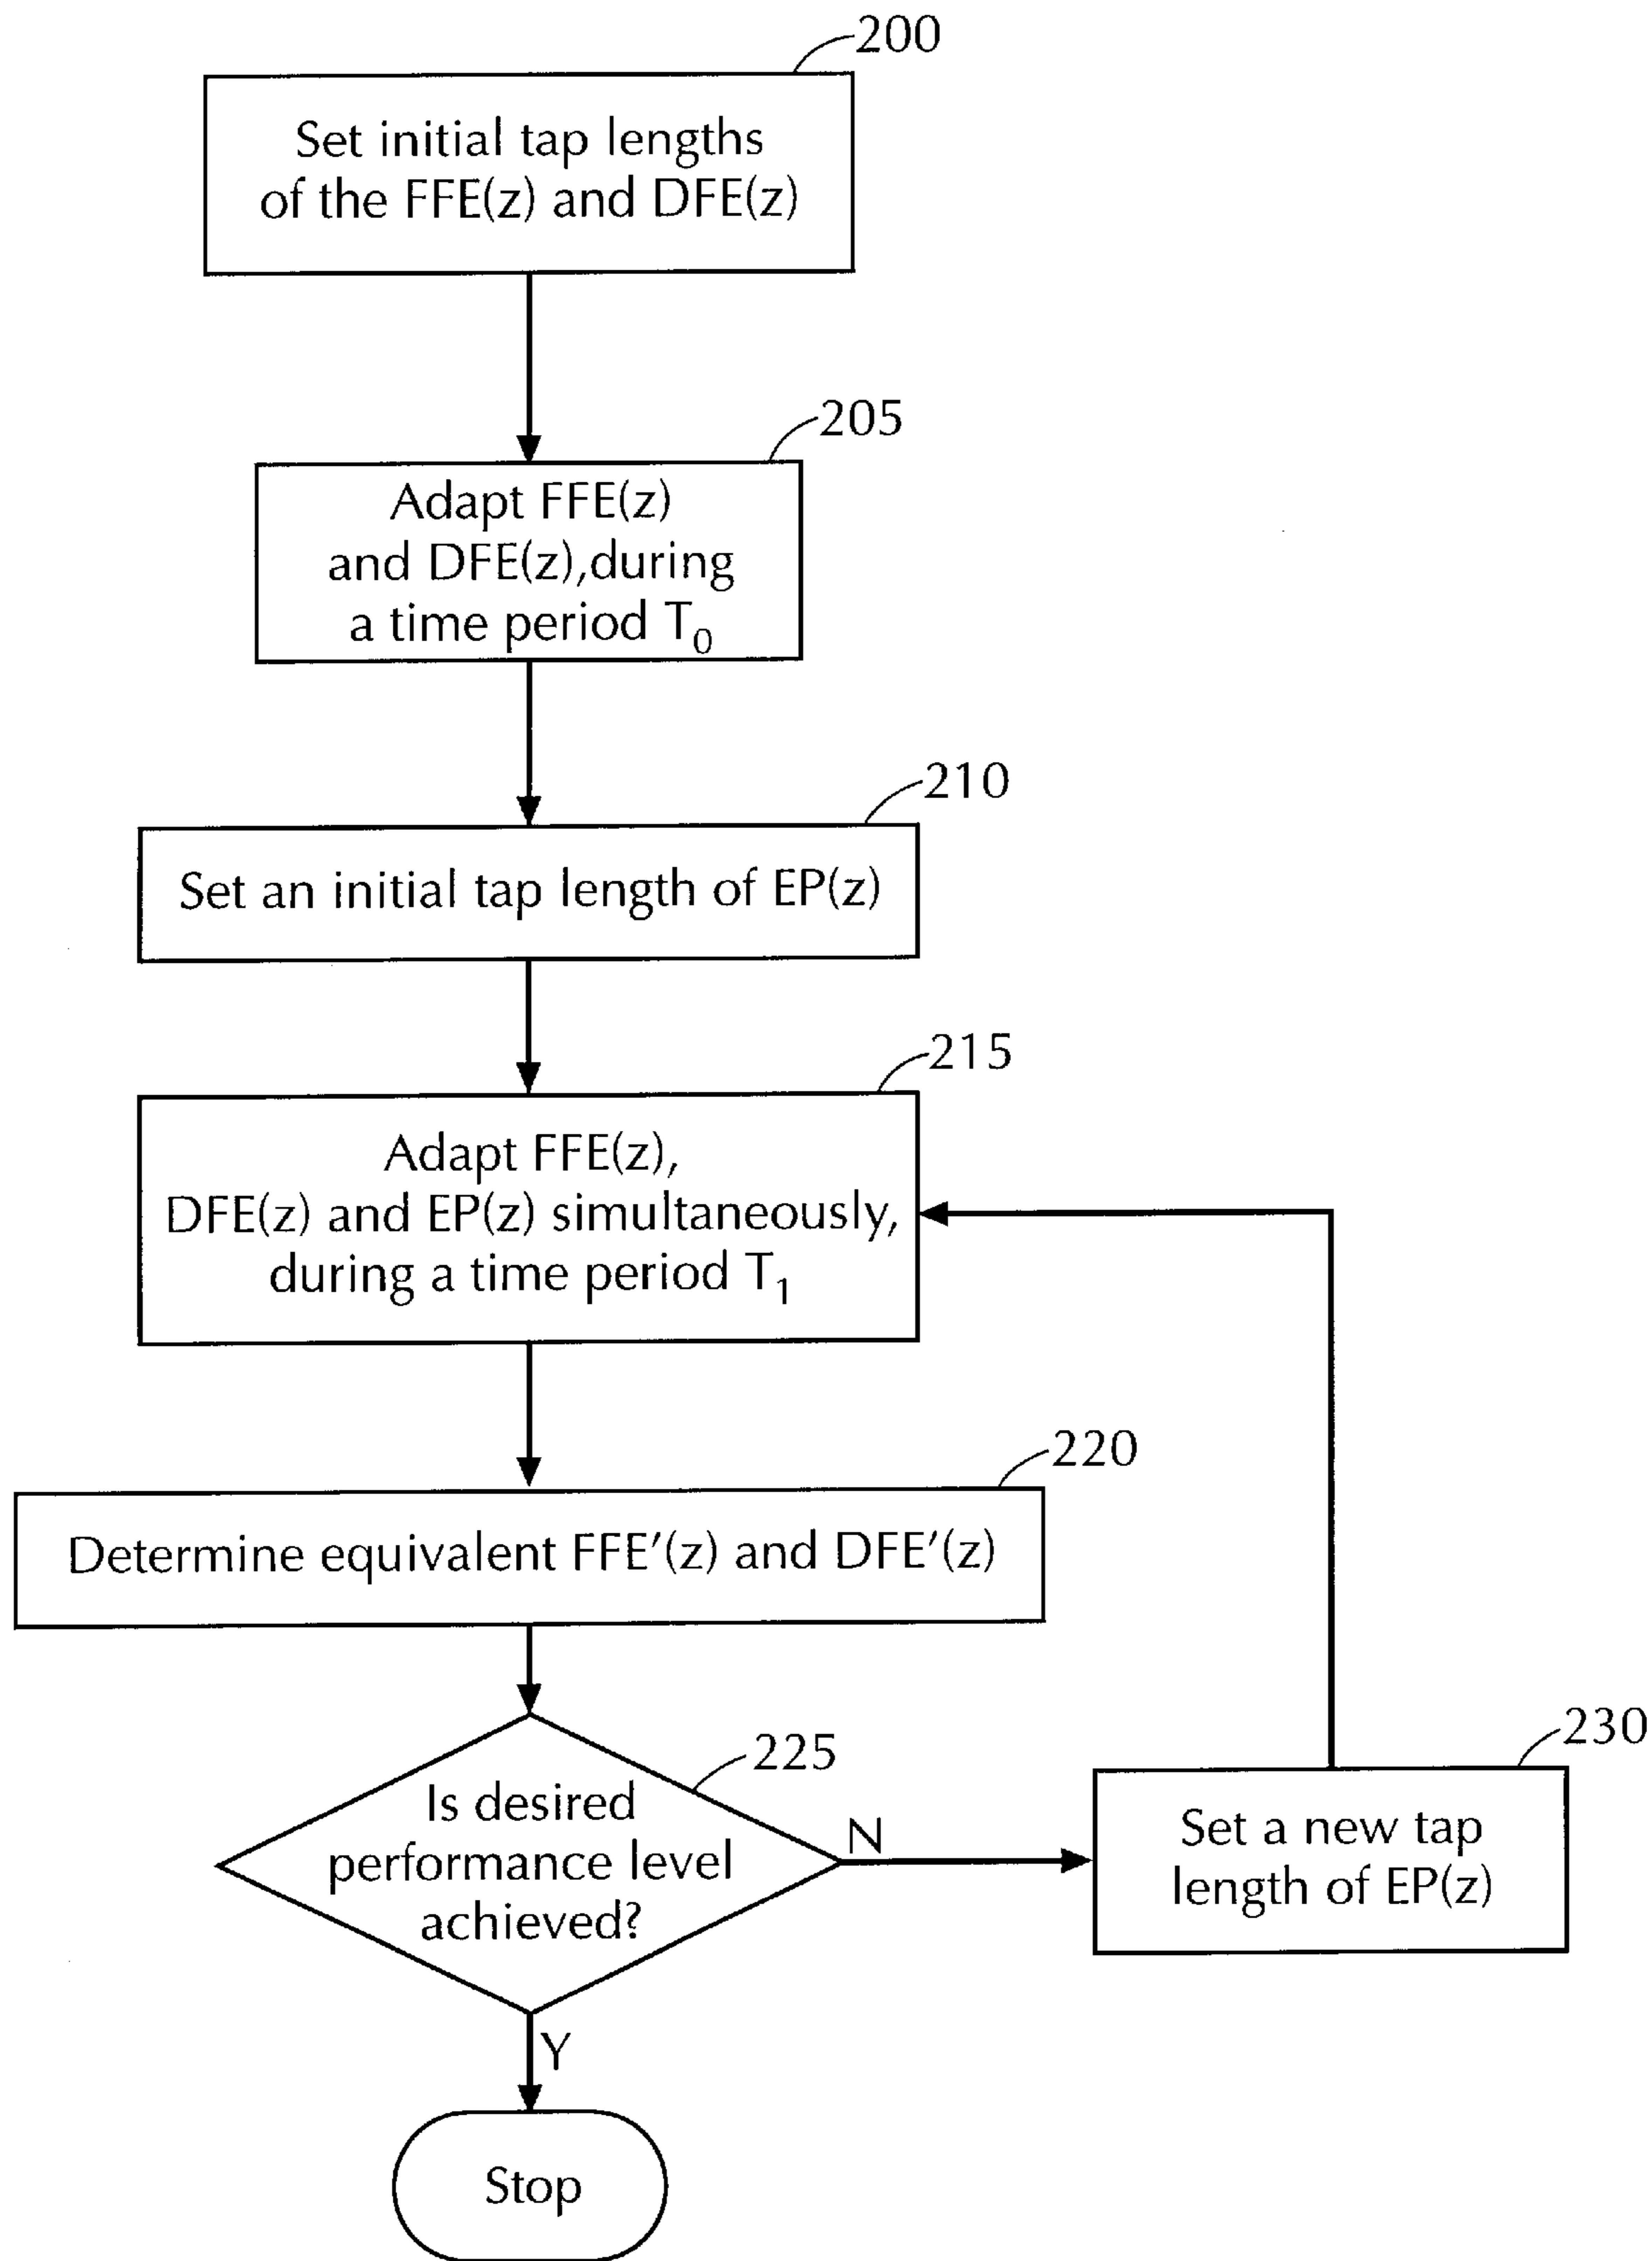 200
Set initial tap lengths
of the FFE(z) and DFE(z)
205
Adapt FFE(z)
and DFE(z),during
a time period T₀
210
Set an initial tap length of EP(z)
215
Adapt FFE(z),
DFE(z) and EP(z) simultaneously,
during a time period T₁
220
Determine equivalent FFE′(z) and DFE′(z)
225
Is desired
performance level
achieved?
N
230
Set a new tap
length of EP(z)
Y
Stop